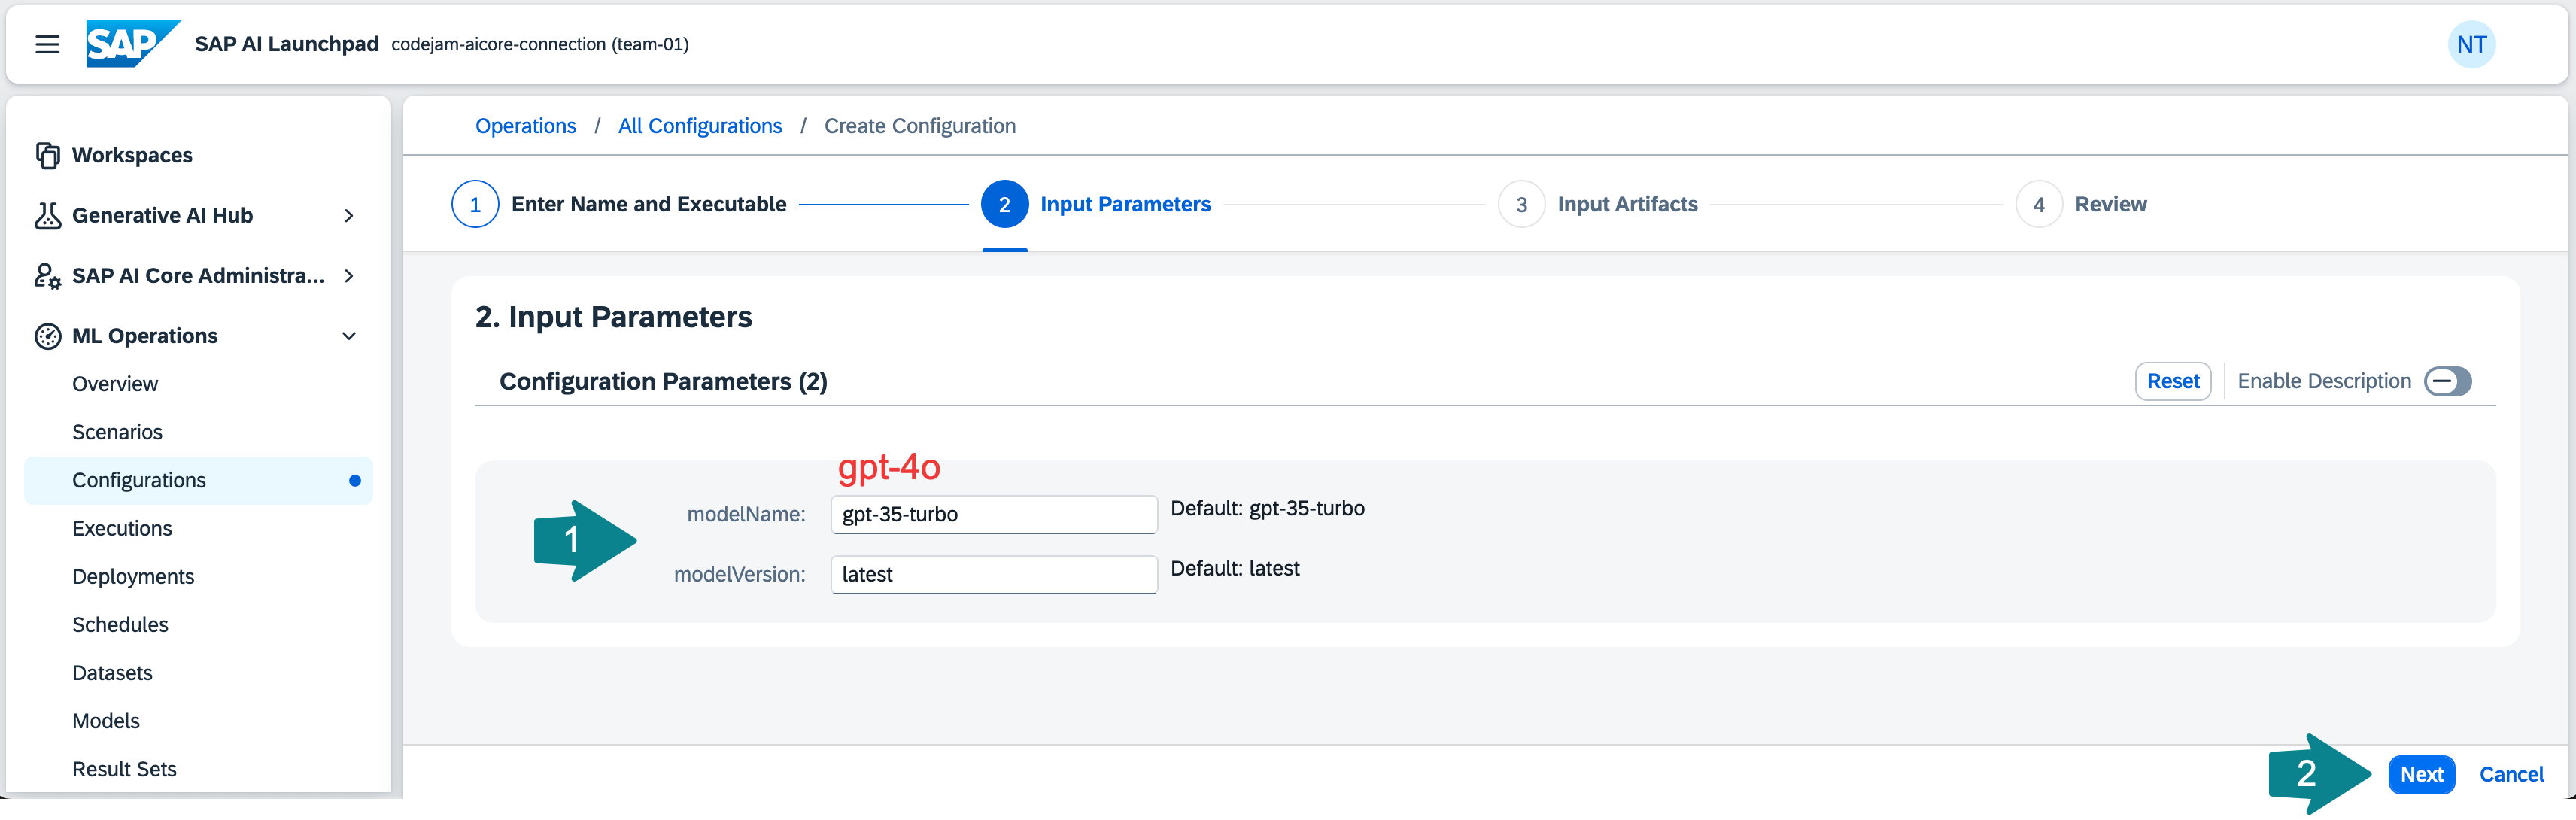 SAP SAP AI Launchpad codejam-aicore-connection (team-01) NT
Workspaces
Generative AI Hub
SAP AI Core Administra...
ML Operations
Overview
Scenarios
Configurations
Executions
Deployments
Schedules
Datasets
Models
Result Sets
Operations / All Configurations / Create Configuration
1 Enter Name and Executable 2 Input Parameters 3 Input Artifacts 4 Review
2. Input Parameters
Configuration Parameters (2) Reset Enable Description
gpt-4o
1
modelName: gpt-35-turbo Default: gpt-35-turbo
modelVersion: latest Default: latest
2 Next Cancel